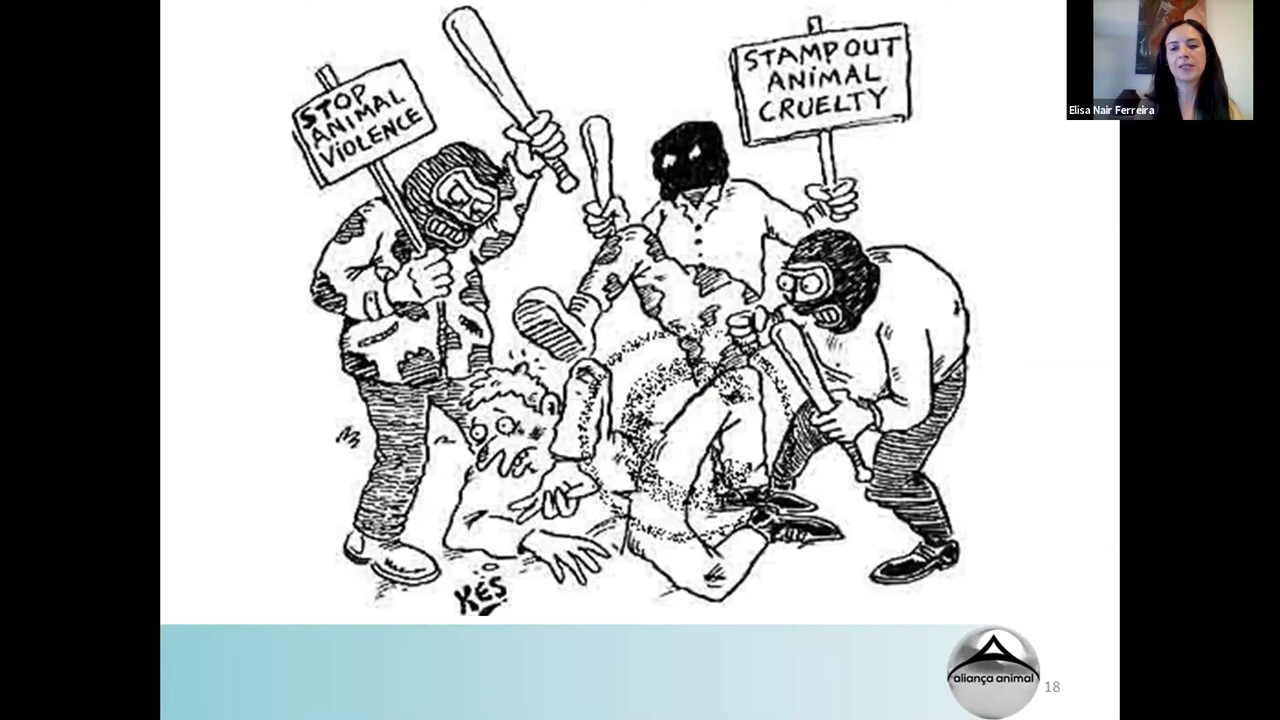 STOP
ANIMAL
VIOLENCE
STAMP OUT
ANIMAL
CRUELTY
Elisa Nair Ferreira
KES
aliança animal
18